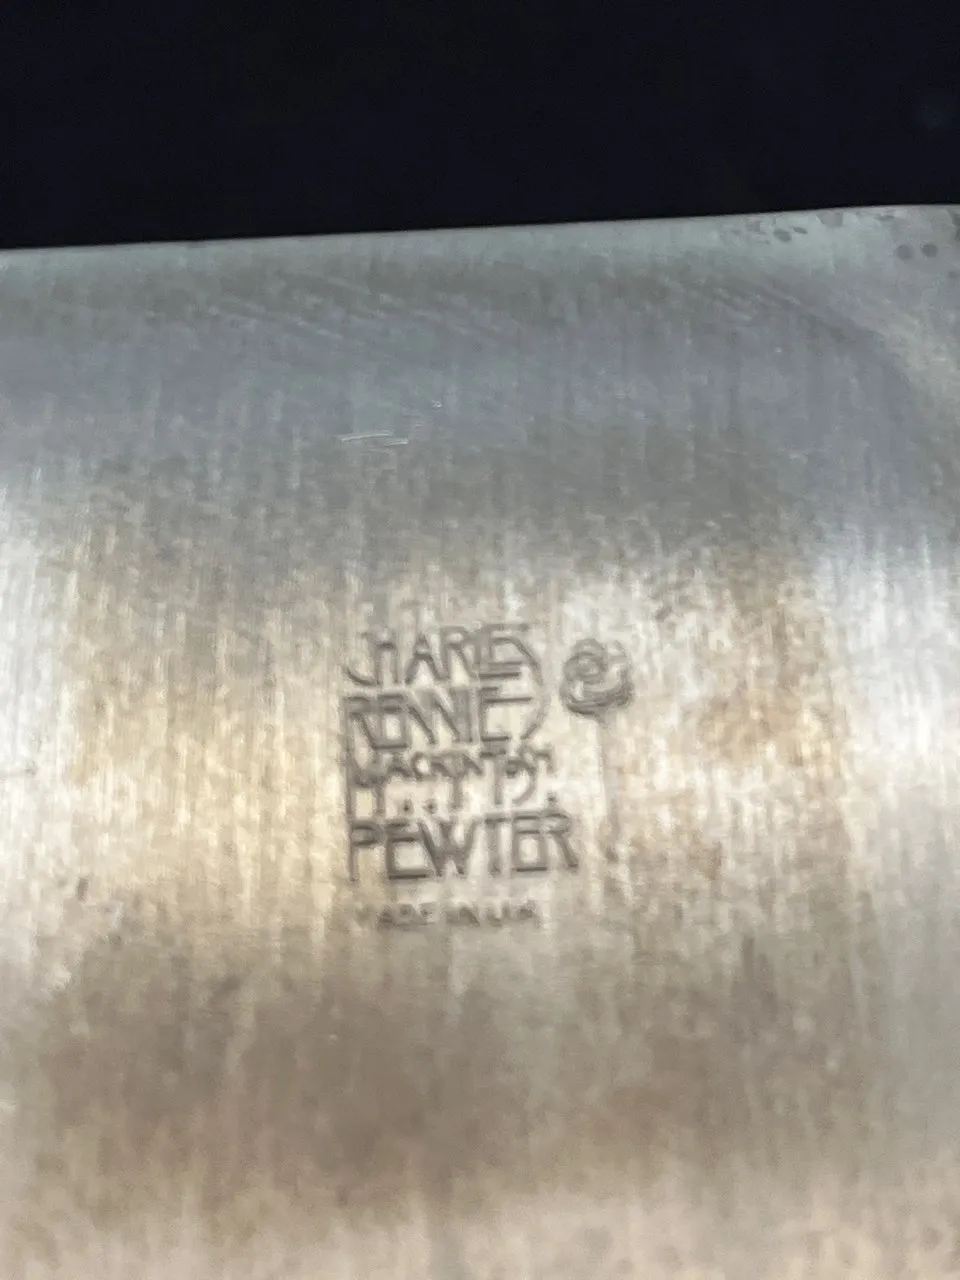 CHARLES
RENNIE
MACKINTOSH
PEWTER
MADE IN U.K.